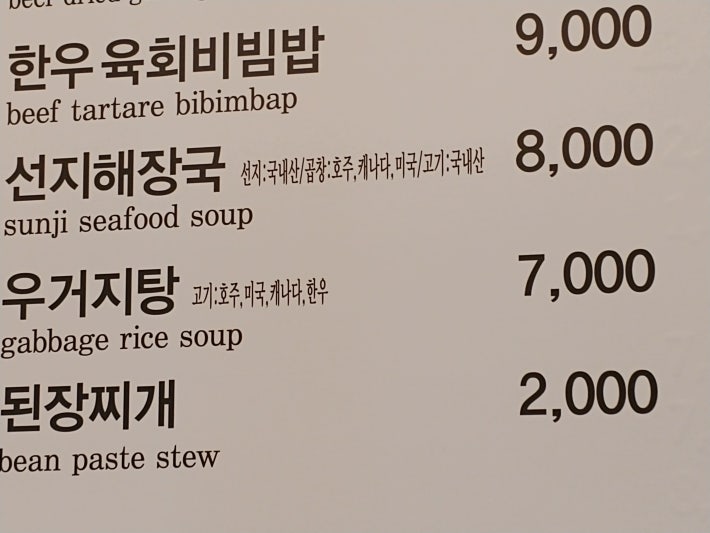 한우 육회비빔밥 9,000
beef tartare bibimbap
선지해장국 선지:국내산/곱창:호주,캐나다,미국/고기:국내산 8,000
sunji seafood soup
우거지탕 고기:호주,미국,캐나다,한우 7,000
gabbage rice soup
된장찌개 2,000
bean paste stew